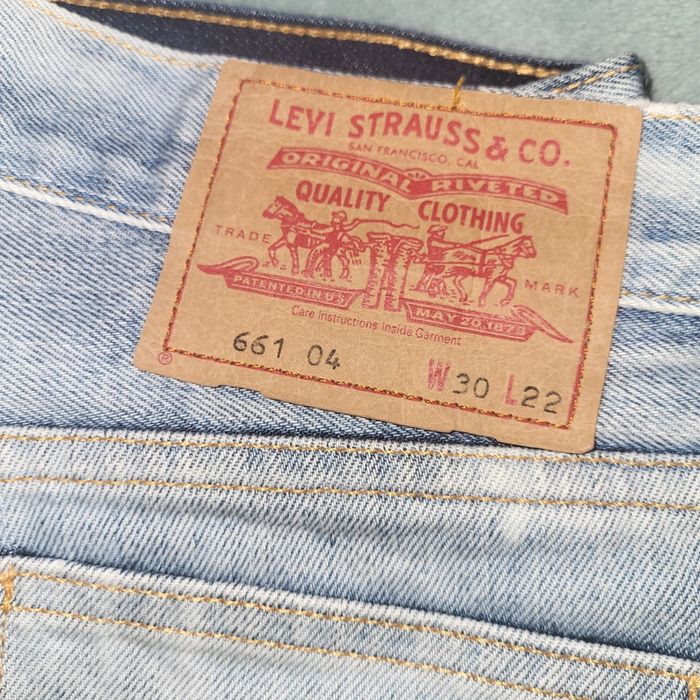 LEVI STRAUSS & CO.
SAN FRANCISCO, CAL
ORIGINAL RIVETED
QUALITY CLOTHING
TRADE MARK
PATENTED IN U.S. MAY 20 1873
Care Instructions Inside Garment
® 661 04 W30 L22